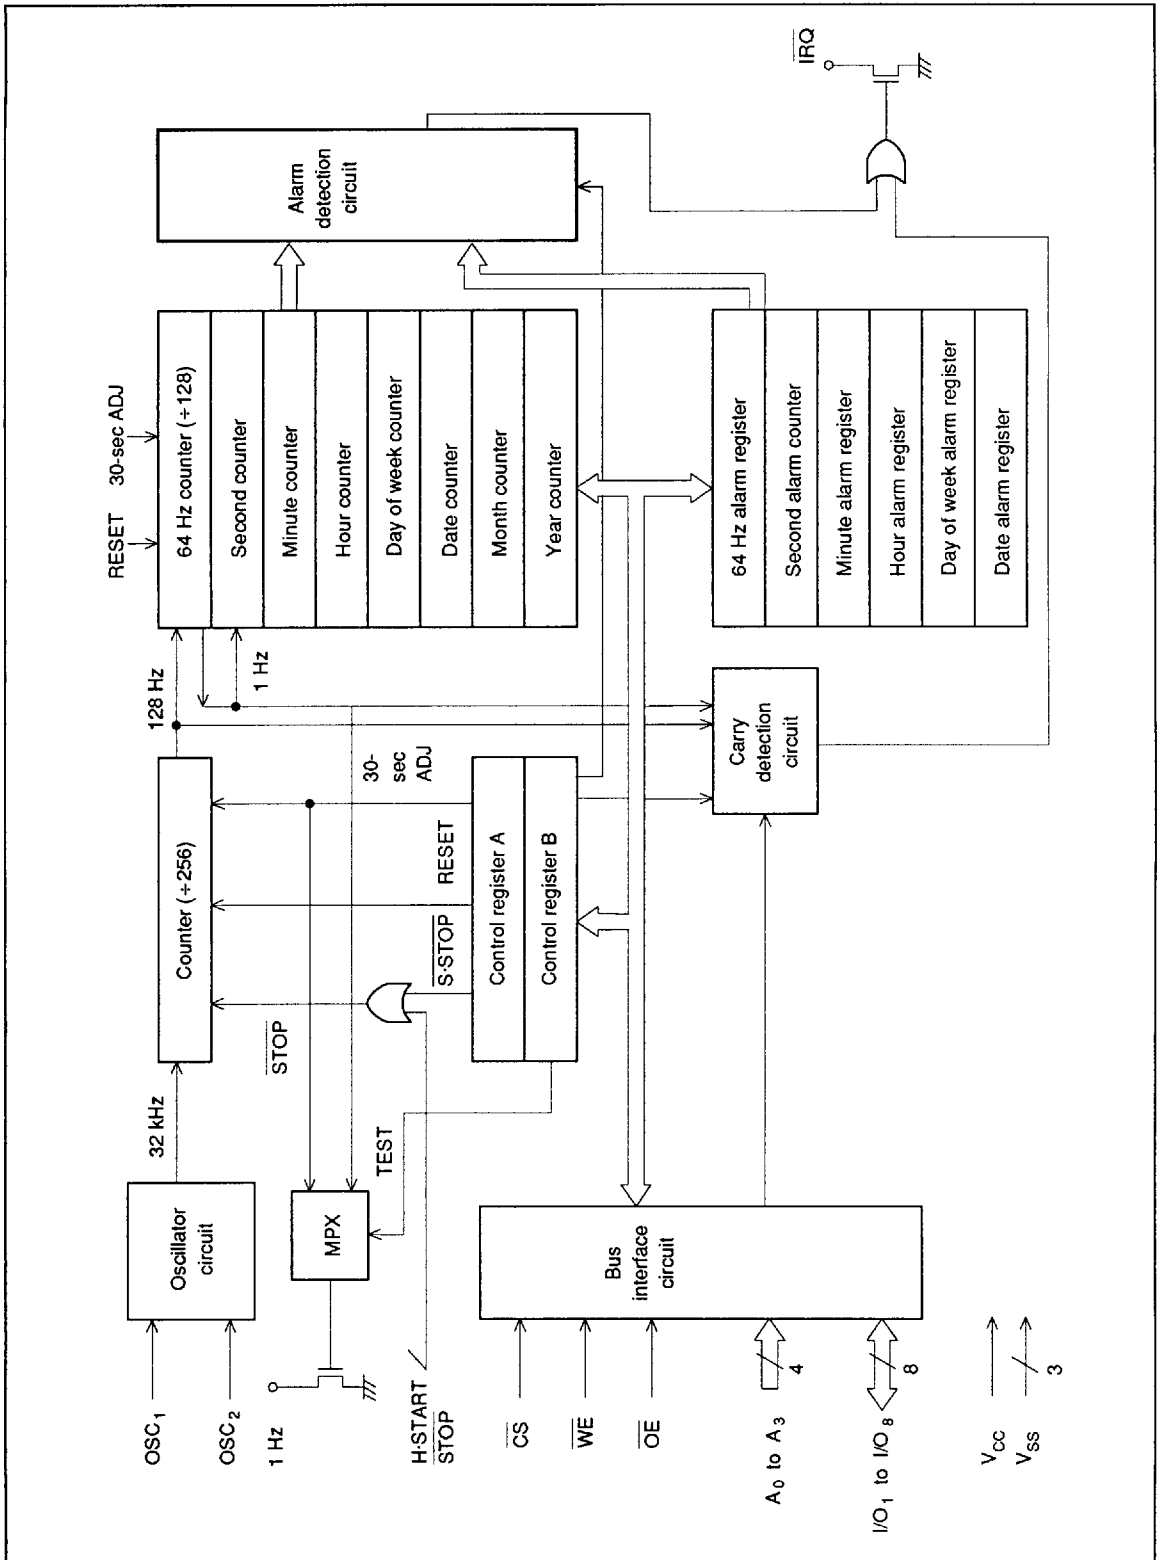 OSC1
OSC2
1 Hz
H·START/
STOP
CS
WE
OE
A0 to A3
4
I/O1 to I/O8
8
VCC
VSS
3
Oscillator
circuit
32 kHz
MPX
TEST
Bus
interface
circuit
Counter (÷256)
STOP
S·STOP
RESET
30-
sec
ADJ
Control register A
Control register B
128 Hz
1 Hz
Carry
detection
circuit
RESET
30-sec ADJ
64 Hz counter (÷128)
Second counter
Minute counter
Hour counter
Day of week counter
Date counter
Month counter
Year counter
64 Hz alarm register
Second alarm counter
Minute alarm register
Hour alarm register
Day of week alarm register
Date alarm register
Alarm
detection
circuit
IRQ